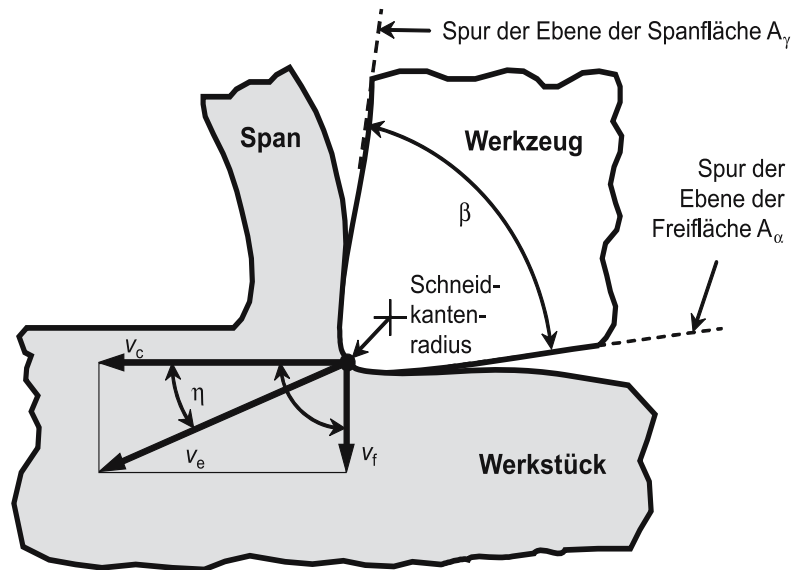 Spur der Ebene der Spanfläche Aγ
Span
Werkzeug
Spur der
Ebene der
Freifläche Aα
β
Schneid-
kanten-
radius
vc
η
ve
vf
Werkstück